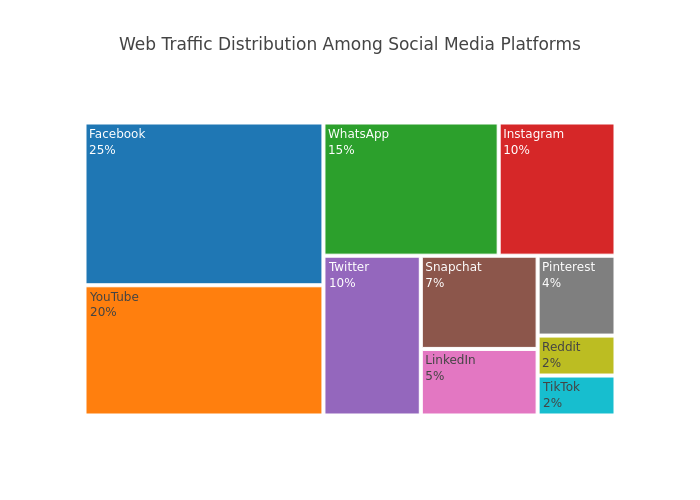 Web Traffic Distribution Among Social Media Platforms
Facebook
25%
WhatsApp
15%
Instagram
10%
YouTube
20%
Twitter
10%
Snapchat
7%
Pinterest
4%
LinkedIn
5%
Reddit
2%
TikTok
2%